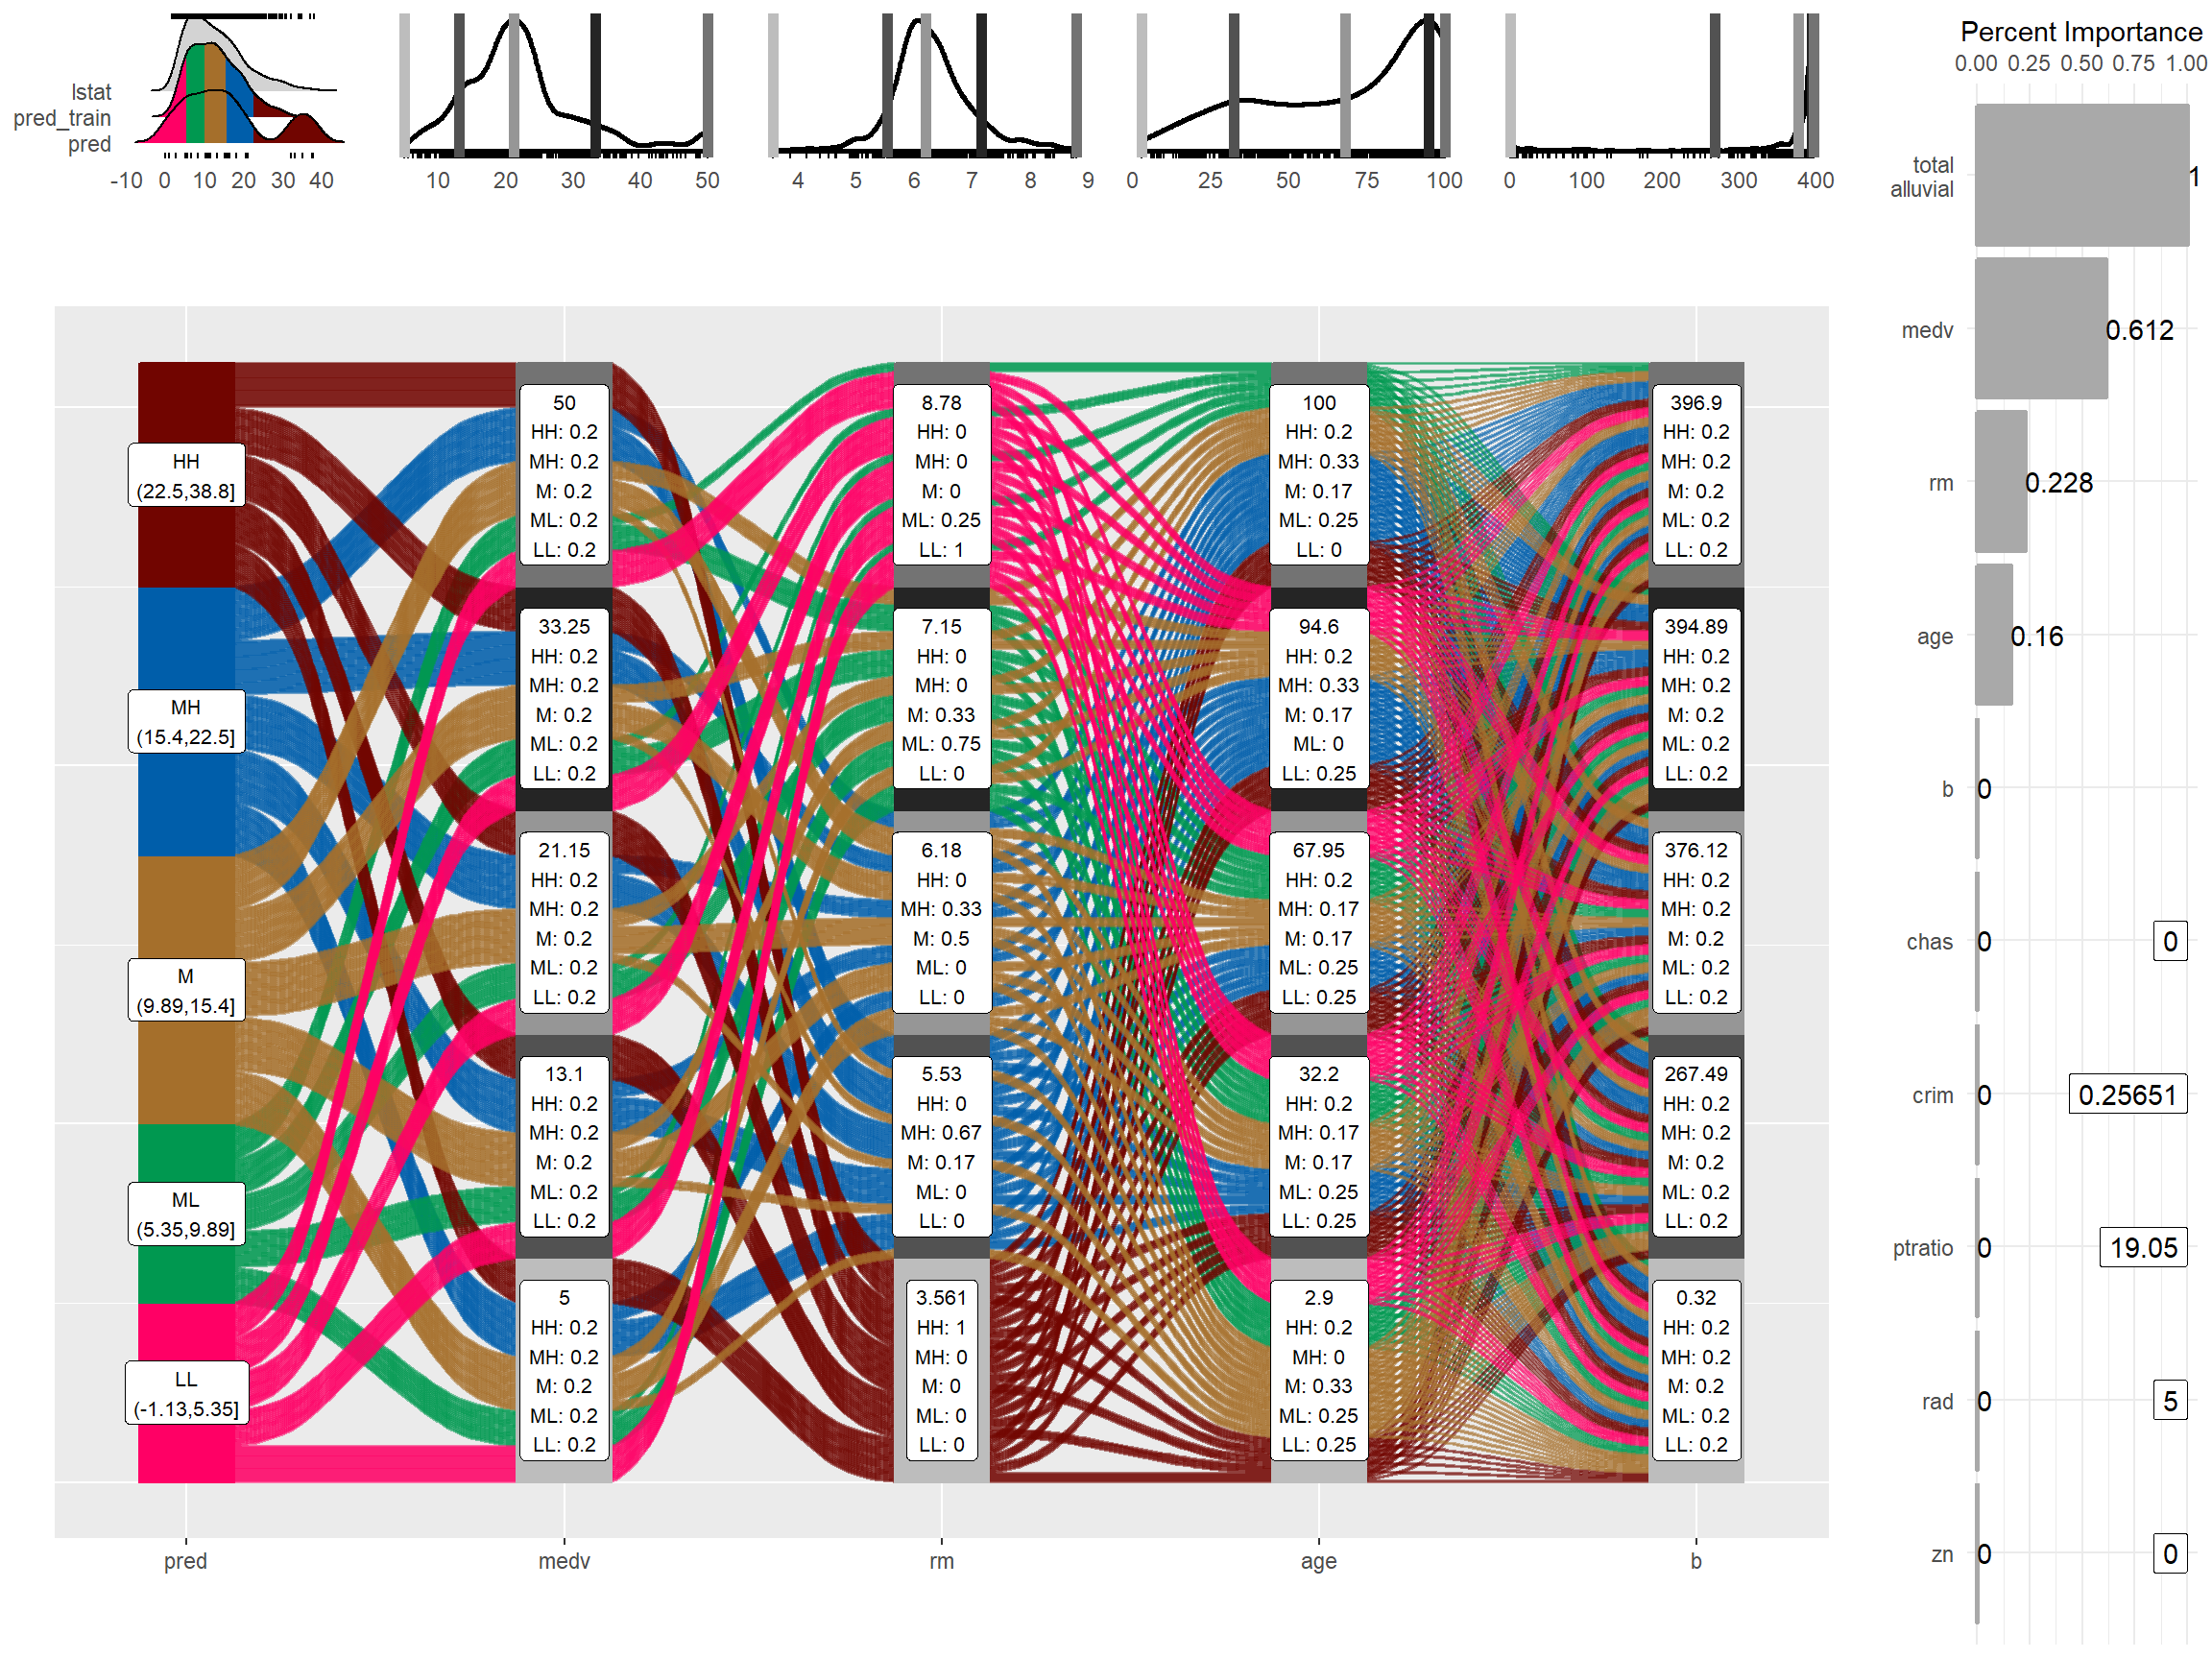 lstat
pred_train
pred
-10 0 10 20 30 40
10 20 30 40 50
4 5 6 7 8 9
0 25 50 75 100
0 100 200 300 400
HH
(22.5,38.8]
MH
(15.4,22.5]
M
(9.89,15.4]
ML
(5.35,9.89]
LL
(-1.13,5.35]
50
HH: 0.2
MH: 0.2
M: 0.2
ML: 0.2
LL: 0.2
33.25
HH: 0.2
MH: 0.2
M: 0.2
ML: 0.2
LL: 0.2
21.15
HH: 0.2
MH: 0.2
M: 0.2
ML: 0.2
LL: 0.2
13.1
HH: 0.2
MH: 0.2
M: 0.2
ML: 0.2
LL: 0.2
5
HH: 0.2
MH: 0.2
M: 0.2
ML: 0.2
LL: 0.2
8.78
HH: 0
MH: 0
M: 0
ML: 0.25
LL: 1
7.15
HH: 0
MH: 0
M: 0.33
ML: 0.75
LL: 0
6.18
HH: 0
MH: 0.33
M: 0.5
ML: 0
LL: 0
5.53
HH: 0
MH: 0.67
M: 0.17
ML: 0
LL: 0
3.561
HH: 1
MH: 0
M: 0
ML: 0
LL: 0
100
HH: 0.2
MH: 0.33
M: 0.17
ML: 0.25
LL: 0
94.6
HH: 0.2
MH: 0.33
M: 0.17
ML: 0
LL: 0.25
67.95
HH: 0.2
MH: 0.17
M: 0.17
ML: 0.25
LL: 0.25
32.2
HH: 0.2
MH: 0.17
M: 0.17
ML: 0.25
LL: 0.25
2.9
HH: 0.2
MH: 0
M: 0.33
ML: 0.25
LL: 0.25
396.9
HH: 0.2
MH: 0.2
M: 0.2
ML: 0.2
LL: 0.2
394.89
HH: 0.2
MH: 0.2
M: 0.2
ML: 0.2
LL: 0.2
376.12
HH: 0.2
MH: 0.2
M: 0.2
ML: 0.2
LL: 0.2
267.49
HH: 0.2
MH: 0.2
M: 0.2
ML: 0.2
LL: 0.2
0.32
HH: 0.2
MH: 0.2
M: 0.2
ML: 0.2
LL: 0.2
pred medv rm age b
Percent Importance
0.00 0.25 0.50 0.75 1.00
total
alluvial 1
medv 0.612
rm 0.228
age 0.16
b 0
chas 0 0
crim 0 0.25651
ptratio 0 19.05
rad 0 5
zn 0 0